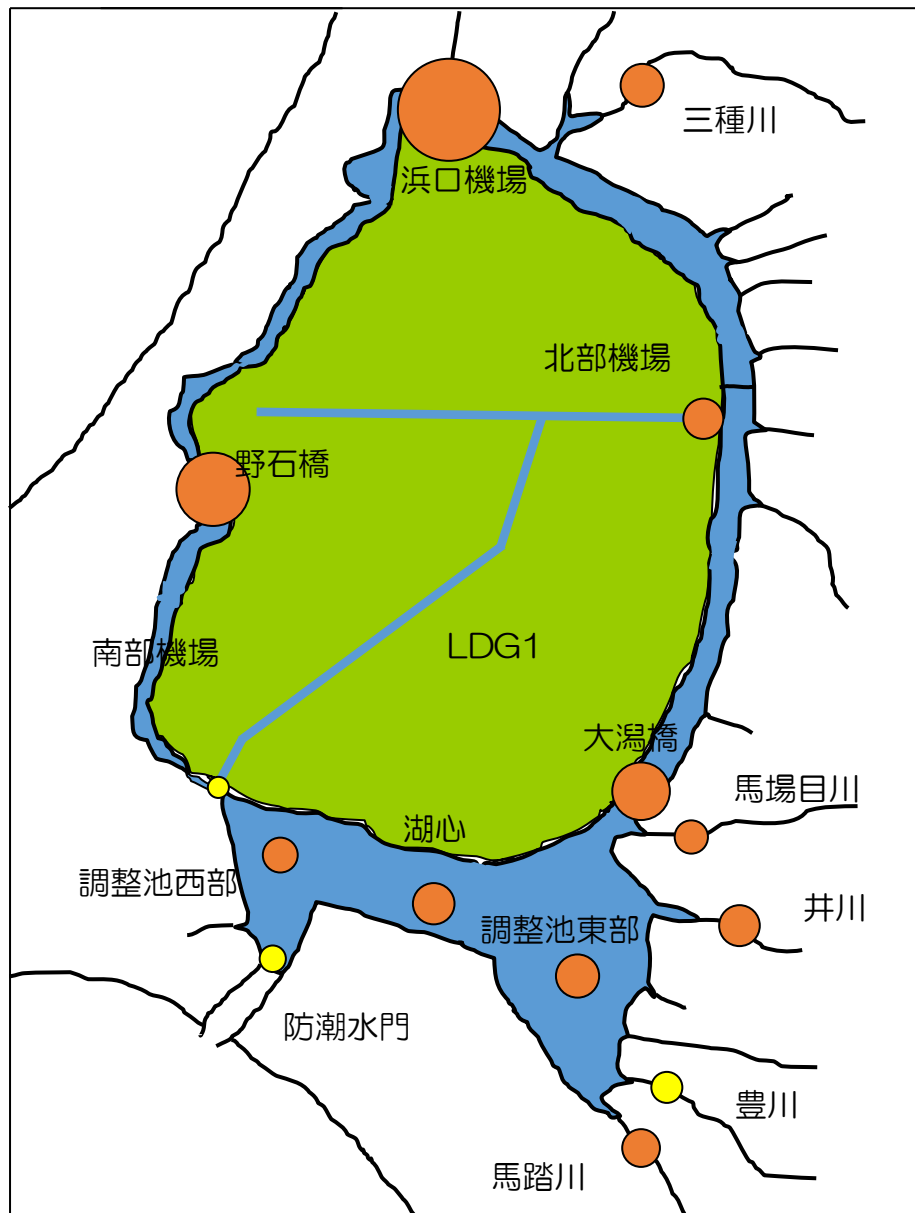 三種川
浜口機場
北部機場
野石橋
LDG1
南部機場
大潟橋
馬場目川
湖心
調整池西部
井川
調整池東部
防潮水門
豊川
馬踏川